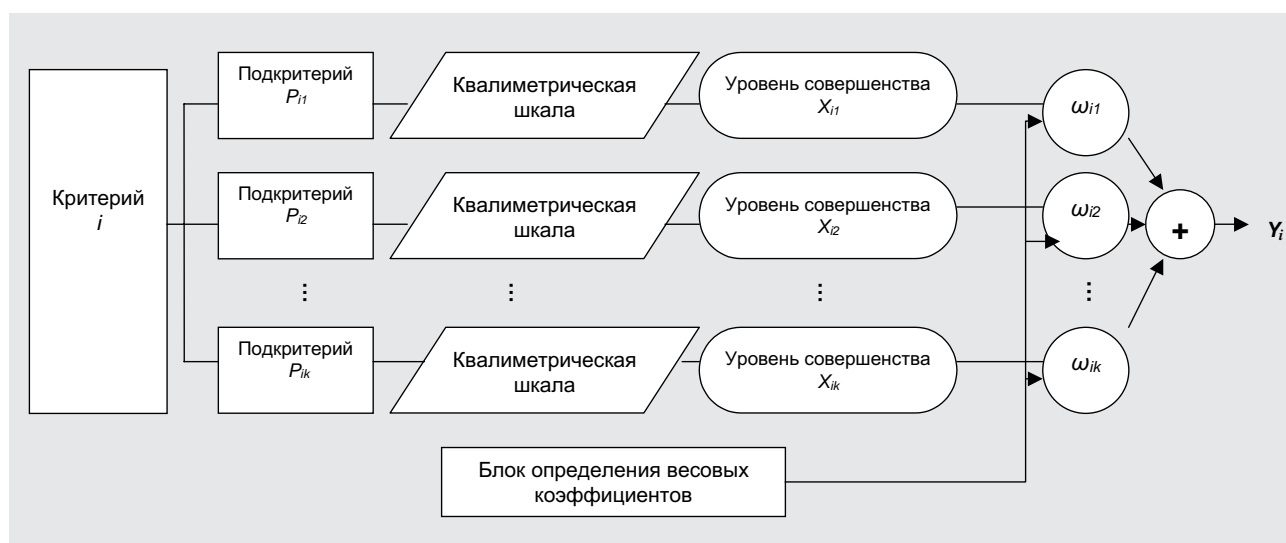 Критерий
i
Подкритерий
Pi1
Квалиметрическая
шкала
Уровень совершенства
Xi1
ωi1
Подкритерий
Pi2
Квалиметрическая
шкала
Уровень совершенства
Xi2
ωi2
+
Yi
... ... ... ...
Подкритерий
Pik
Квалиметрическая
шкала
Уровень совершенства
Xik
ωik
Блок определения весовых
коэффициентов